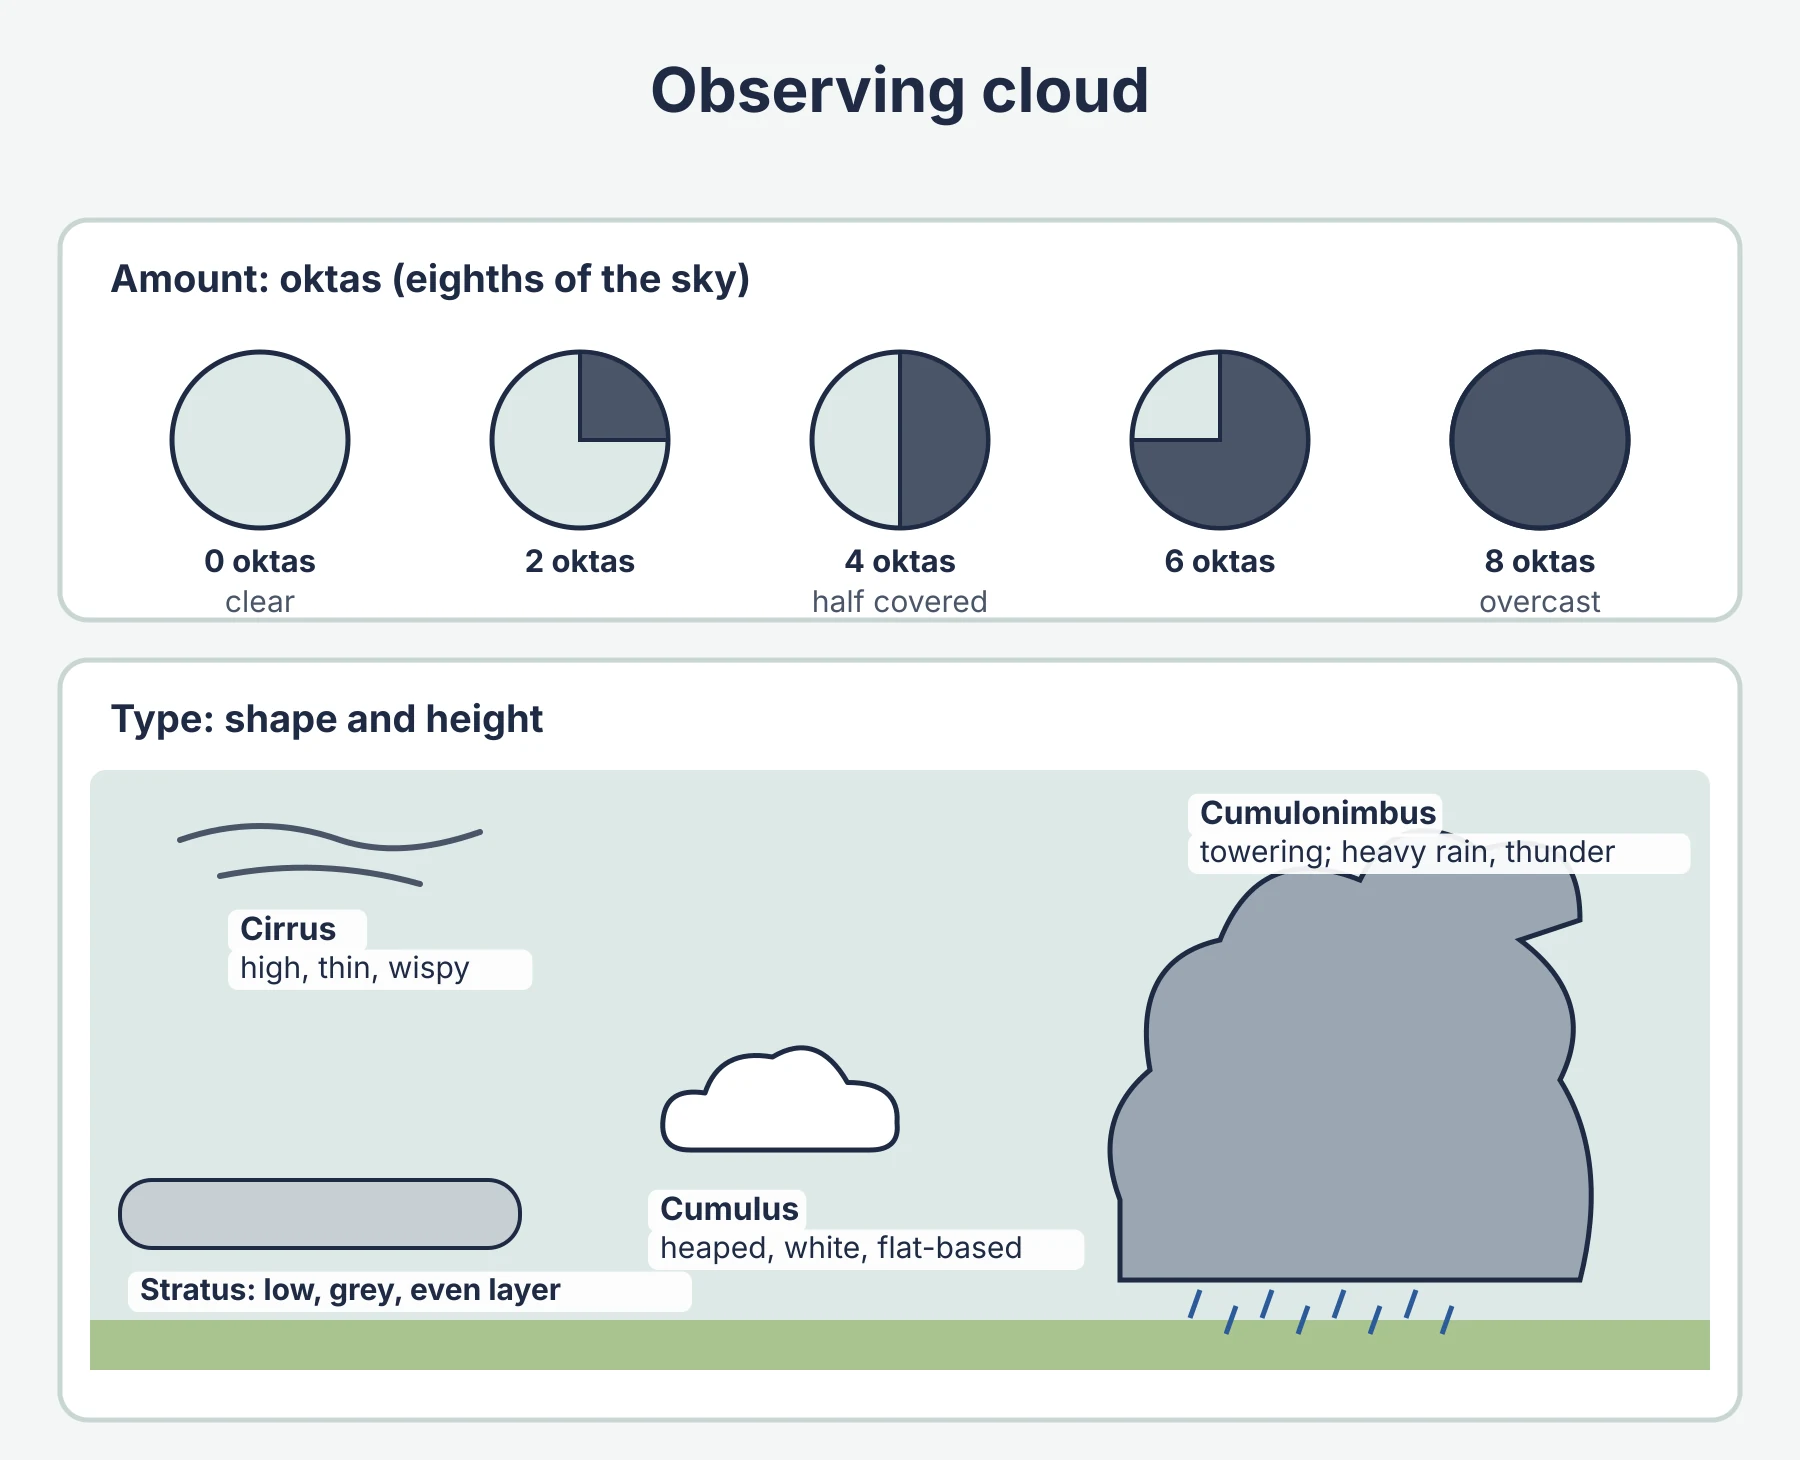 Observing cloud
Amount: oktas (eighths of the sky)
0 oktas
clear
2 oktas
4 oktas
half covered
6 oktas
8 oktas
overcast
Type: shape and height
Cumulonimbus
towering; heavy rain, thunder
Cirrus
high, thin, wispy
Cumulus
heaped, white, flat-based
Stratus: low, grey, even layer